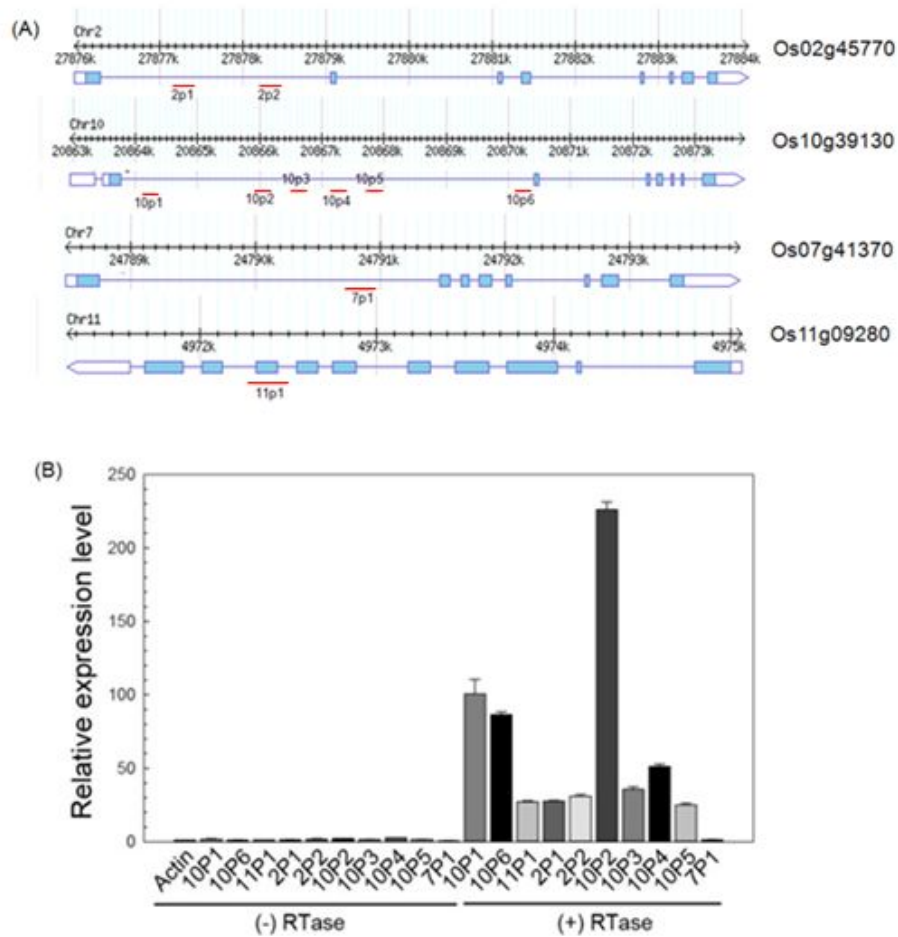 (A)
Chr2
27876k 27877k 27878k 27879k 27880k 27881k 27882k 27883k 27884k
Os02g45770
2p1 2p2
Chr10
20863k 20864k 20865k 20866k 20867k 20868k 20869k 20870k 20871k 20872k 20873k
Os10g39130
10p3 10p5
10p1 10p2 10p4 10p6
Chr7
24789k 24790k 24791k 24792k 24793k
Os07g41370
7p1
Chr11
4972k 4973k 4974k 4975k
Os11g09280
11p1
(B)
Relative expression level
250
200
150
100
50
0
Actin 10P1 10P6 11P1 2P1 2P2 10P2 10P3 10P4 10P5 7P1 10P1 10P6 11P1 2P1 2P2 10P2 10P3 10P4 10P5 7P1
(-) RTase (+) RTase